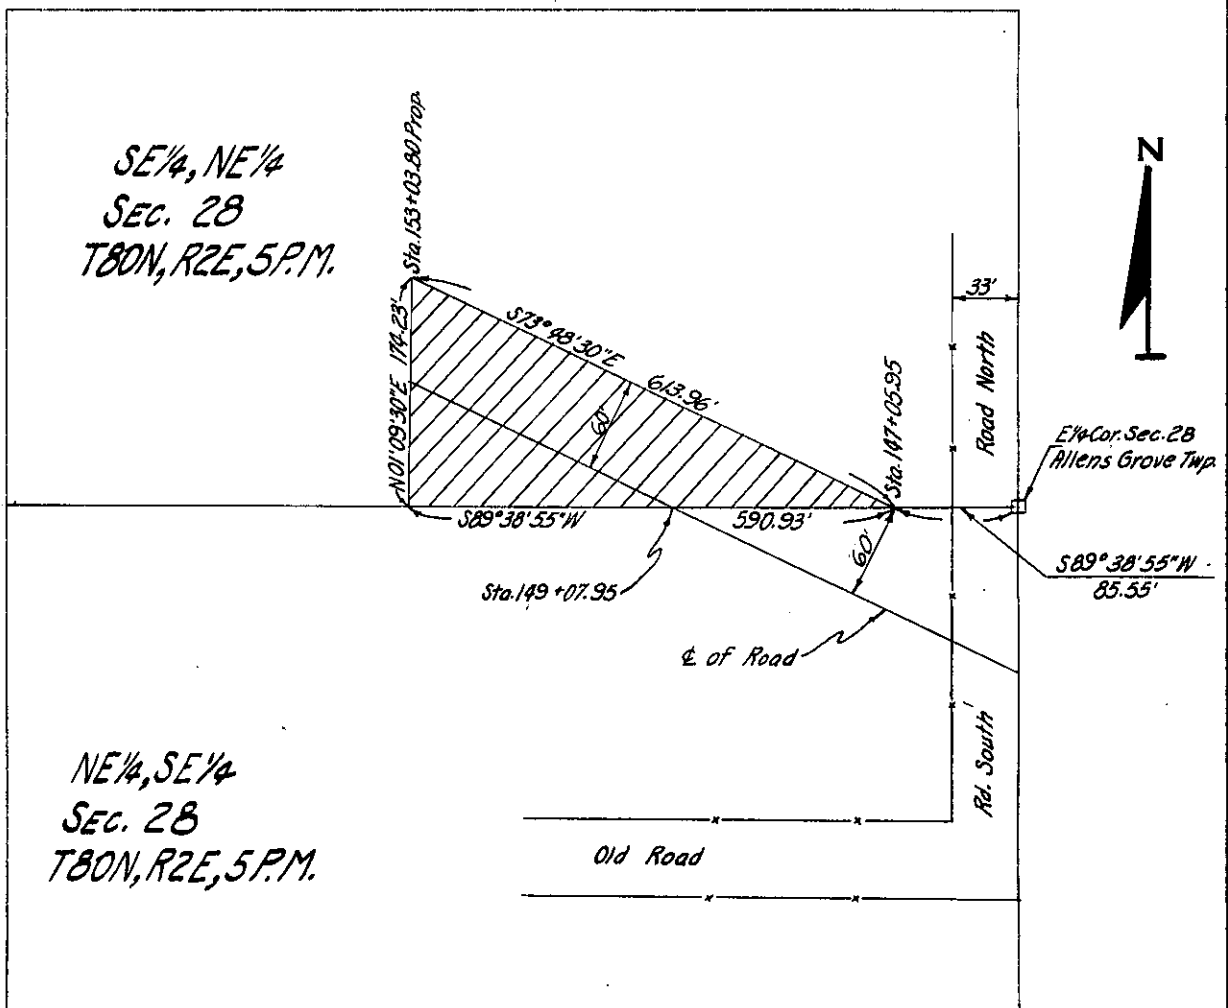 SE1/4, NE1/4
SEC. 28
T80N, R2E, 5P.M.
Sta. 153+03.80 Prop.
N
33'
Road North
S73°48'30"E
613.96'
N01°09'30"E 174.23'
60'
Sta. 147+05.95
E1/4 Cor. Sec. 28
Allens Grove Twp.
S89°38'55"W
590.93'
60'
S89°38'55"W
85.55'
Sta. 149+07.95
℄ of Road
NE1/4, SE1/4
SEC. 28
T80N, R2E, 5P.M.
Rd. South
Old Road